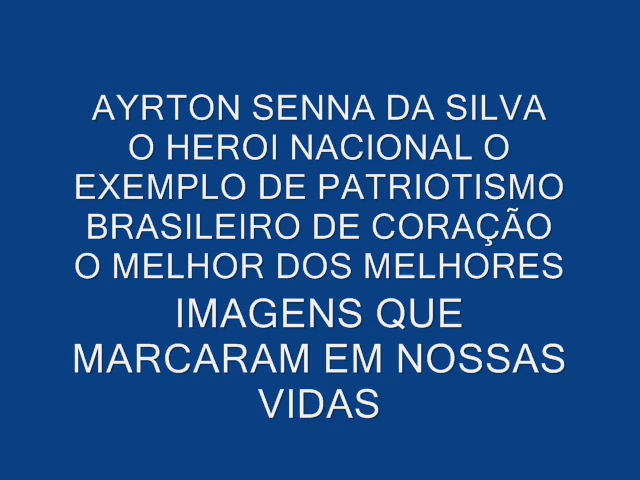 AYRTON SENNA DA SILVA
O HEROI NACIONAL O
EXEMPLO DE PATRIOTISMO
BRASILEIRO DE CORAÇÃO
O MELHOR DOS MELHORES
IMAGENS QUE
MARCARAM EM NOSSAS
VIDAS